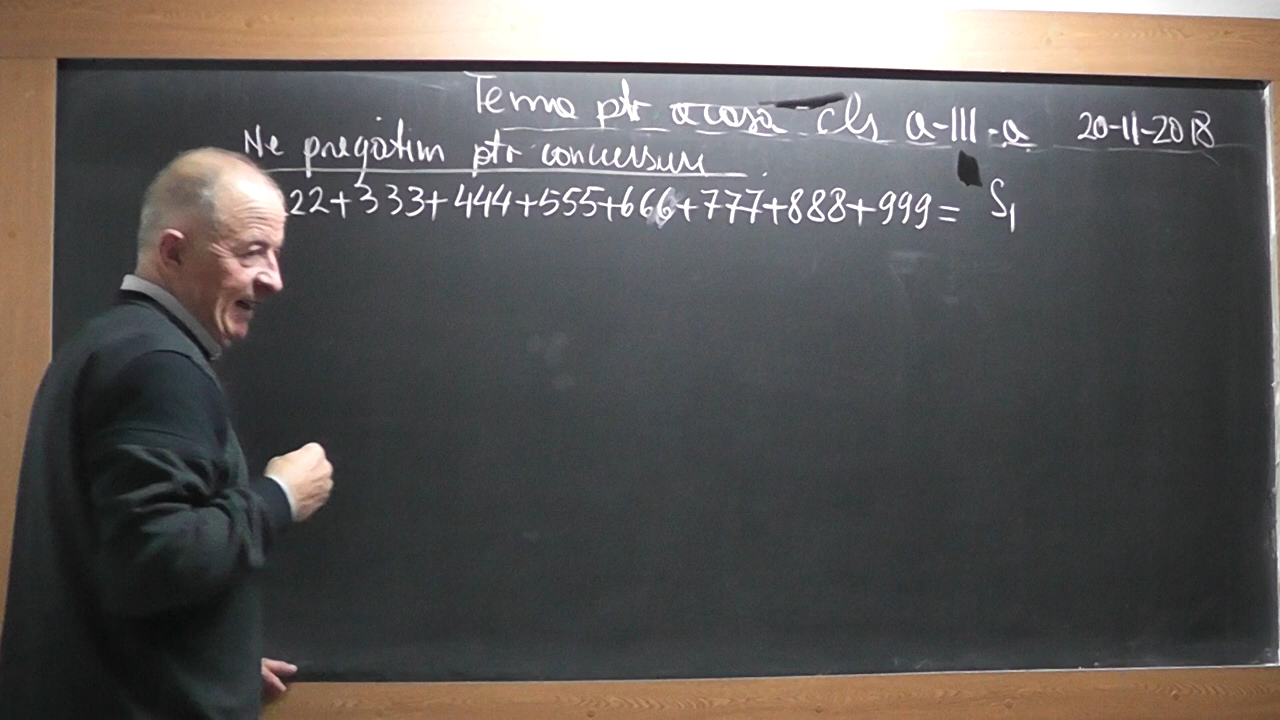 Tema ptr acasa - cls a-III-a 20-11-2018
Ne pregătim ptr concursuri
22+333+444+555+666+777+888+999= S₁